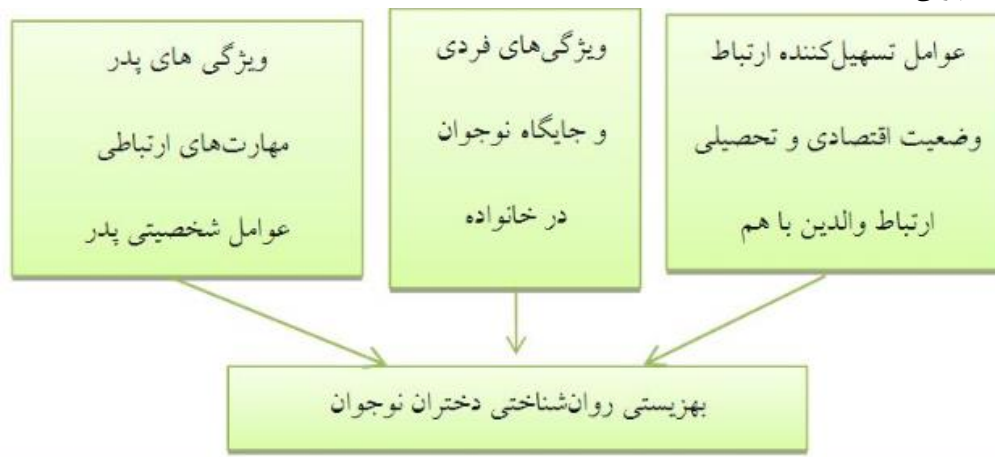 عوامل تسهیل‌کننده ارتباط
وضعیت اقتصادی و تحصیلی
ارتباط والدین با هم
ویژگی‌های فردی
و جایگاه نوجوان
در خانواده
ویژگی های پدر
مهارت‌های ارتباطی
عوامل شخصیتی پدر
بهزیستی روان‌شناختی دختران نوجوان